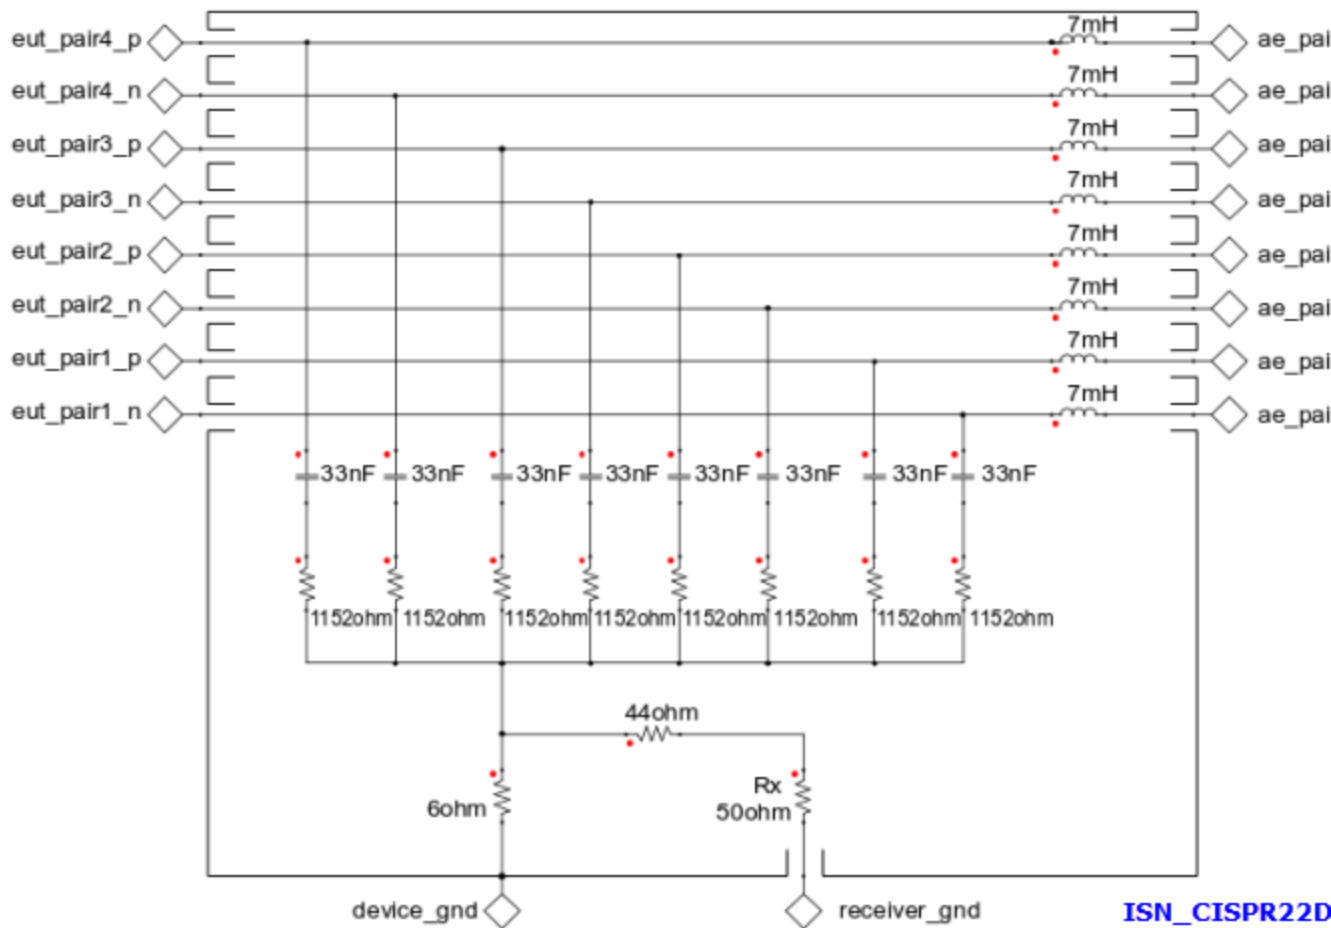 7mH
eut_pair4_p ae_pai
7mH
eut_pair4_n ae_pai
7mH
eut_pair3_p ae_pai
7mH
eut_pair3_n ae_pai
7mH
eut_pair2_p ae_pai
7mH
eut_pair2_n ae_pai
7mH
eut_pair1_p ae_pai
7mH
eut_pair1_n ae_pai
33nF 33nF 33nF 33nF 33nF 33nF 33nF 33nF
1152ohm 1152ohm 1152ohm 1152ohm 1152ohm 1152ohm 1152ohm 1152ohm
44ohm
Rx
6ohm 50ohm
device_gnd receiver_gnd ISN_CISPR22D